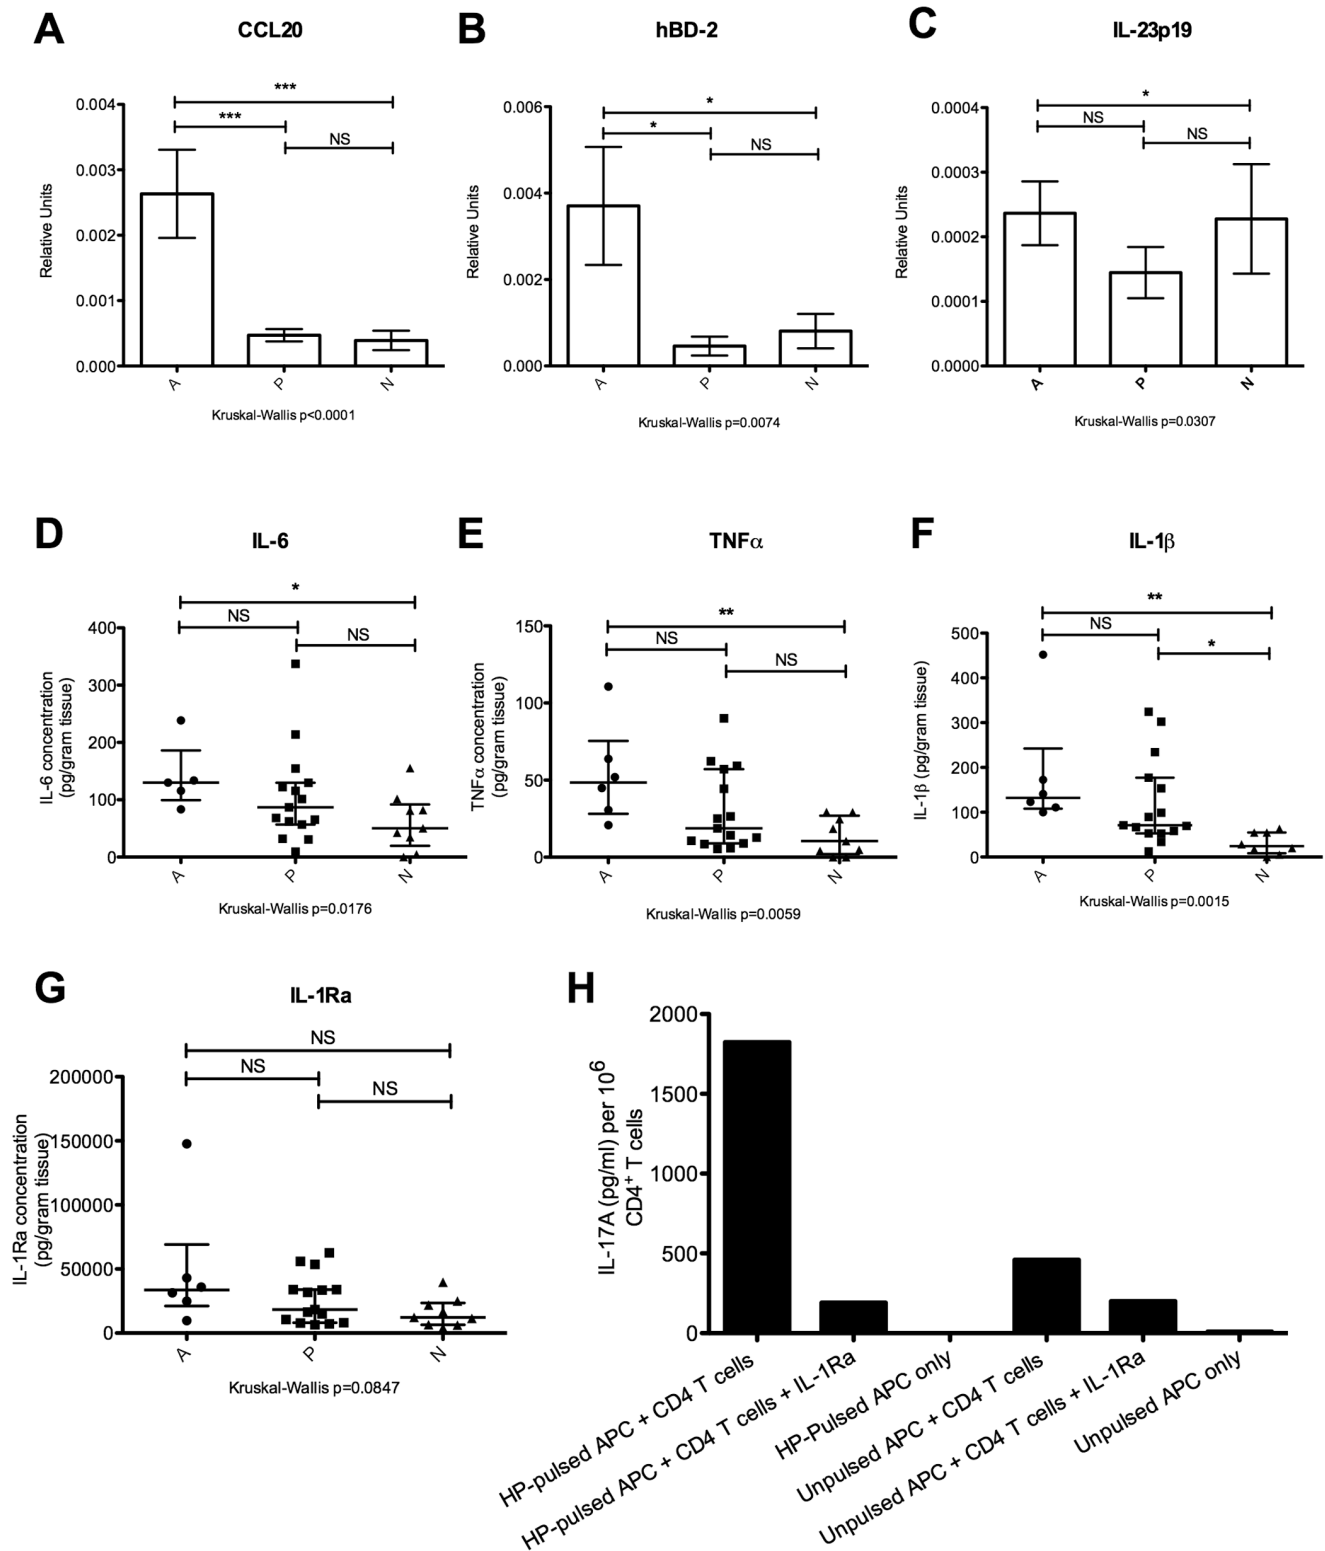 A
CCL20
Relative Units
0.004
0.003
0.002
0.001
0.000
***
***
NS
A
P
N
Kruskal-Wallis p<0.0001
B
hBD-2
Relative Units
0.006
0.004
0.002
0.000
*
*
NS
A
P
N
Kruskal-Wallis p=0.0074
C
IL-23p19
Relative Units
0.0004
0.0003
0.0002
0.0001
0.0000
*
NS
NS
A
P
N
Kruskal-Wallis p=0.0307
D
IL-6
IL-6 concentration
(pg/gram tissue)
400
300
200
100
0
*
NS
NS
A
P
N
Kruskal-Wallis p=0.0176
E
TNFα
TNFα concentration
(pg/gram tissue)
150
100
50
0
**
NS
NS
A
P
N
Kruskal-Wallis p=0.0059
F
IL-1β
IL-1β (pg/gram tissue)
500
400
300
200
100
0
**
NS
*
A
P
N
Kruskal-Wallis p=0.0015
G
IL-1Ra
IL-1Ra concentration
(pg/gram tissue)
200000
150000
100000
50000
0
NS
NS
NS
A
P
N
Kruskal-Wallis p=0.0847
H
IL-17A (pg/ml) per 10⁶
CD4⁺ T cells
2000
1500
1000
500
0
HP-pulsed APC + CD4 T cells
HP-pulsed APC + CD4 T cells + IL-1Ra
HP-Pulsed APC only
Unpulsed APC + CD4 T cells
Unpulsed APC + CD4 T cells + IL-1Ra
Unpulsed APC only